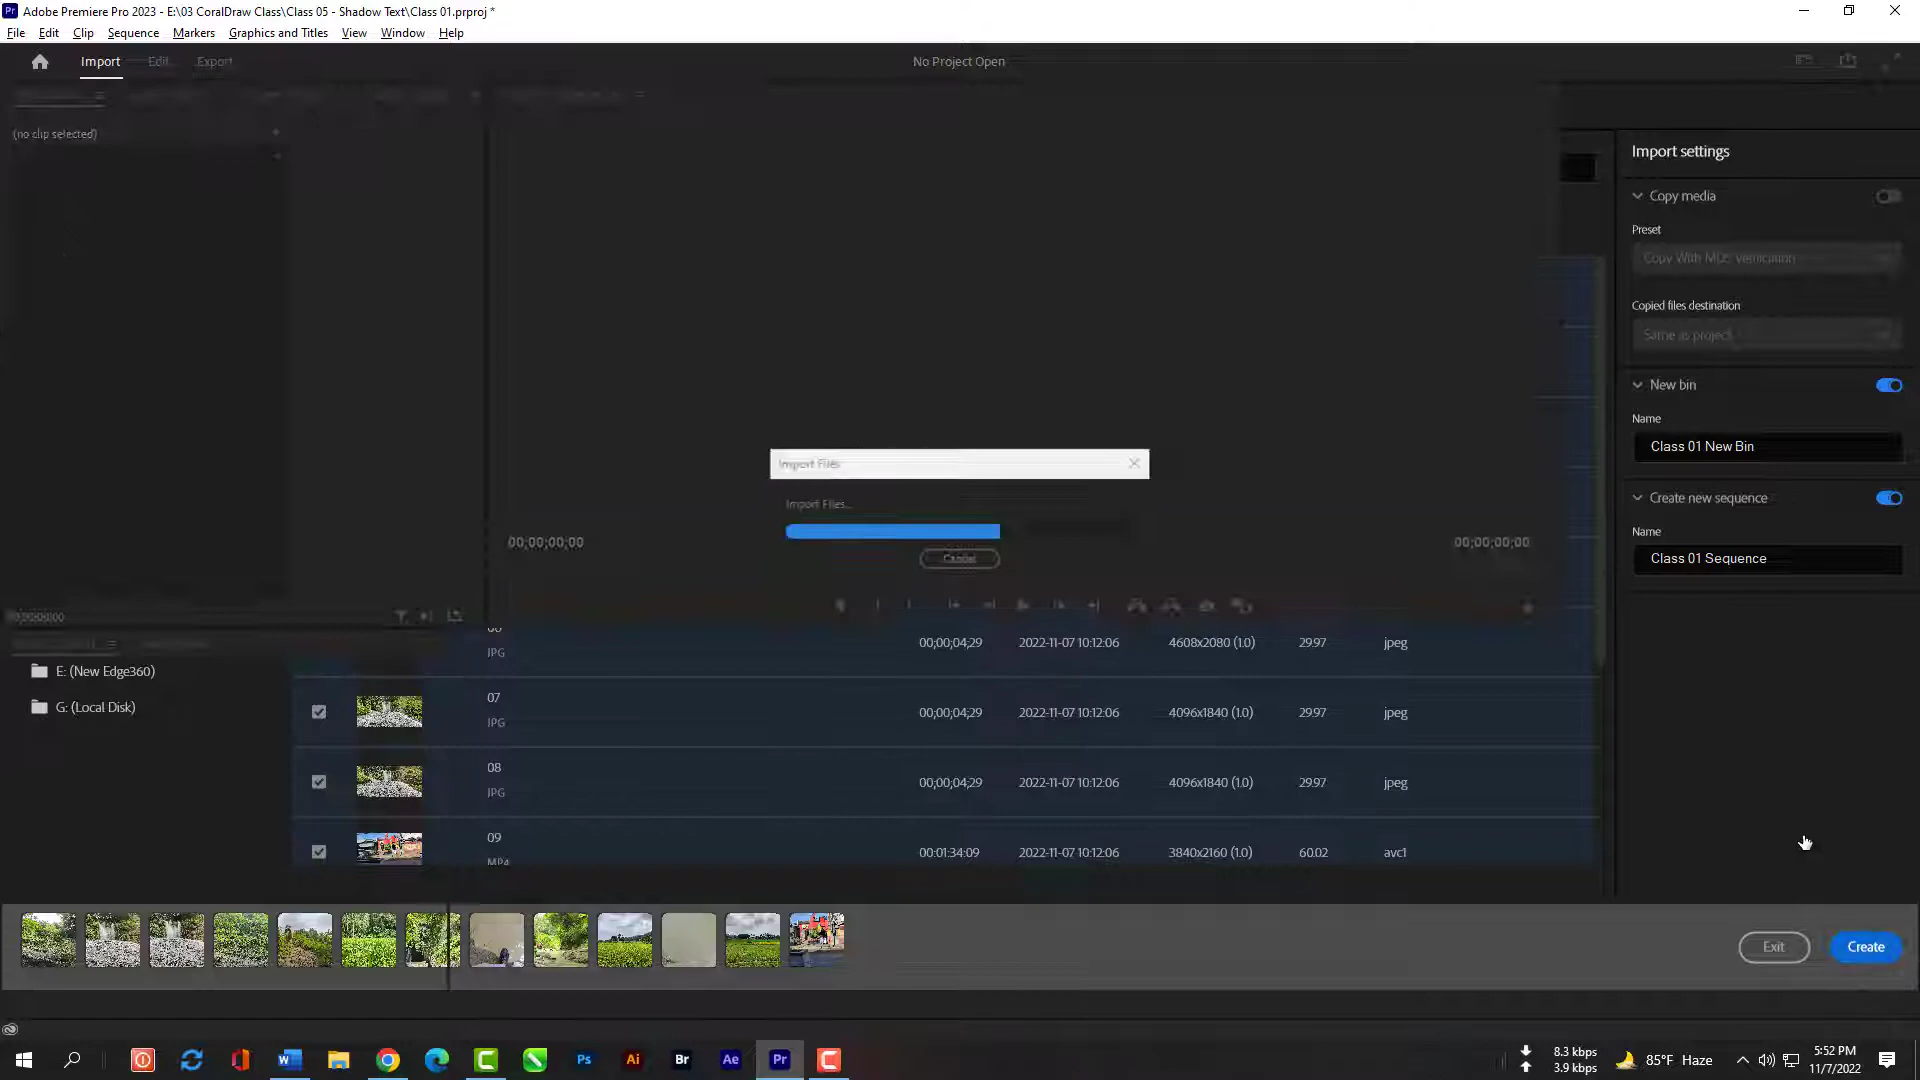 Adobe Premiere Pro 2023 - E:\03 CoralDraw Class\Class 05 - Shadow Text\Class 01.prproj *
File Edit Clip Sequence Markers Graphics and Titles View Window Help
Import Edit Export No Project Open
(no clip selected)
Import settings
Copy media
Preset
Copy With MD5 Verification
Copied files destination
Same as project
New bin
Name
Class 01 New Bin
Create new sequence
Name
Class 01 Sequence
Import Files
Import Files...
Cancel
00;00;00;00 00;00;00;00
E: (New Edge360)
G: (Local Disk)
JPG 00;00;04;29 2022-11-07 10:12:06 4608x2080 (1.0) 29.97 jpeg
07
JPG 00;00;04;29 2022-11-07 10:12:06 4096x1840 (1.0) 29.97 jpeg
08
JPG 00;00;04;29 2022-11-07 10:12:06 4096x1840 (1.0) 29.97 jpeg
09
MP4 00:01:34:09 2022-11-07 10:12:06 3840x2160 (1.0) 60.02 avc1
Exit Create
Ps Ai Br Ae Pr
8.3 kbps
3.9 kbps
85°F Haze
5:52 PM
11/7/2022